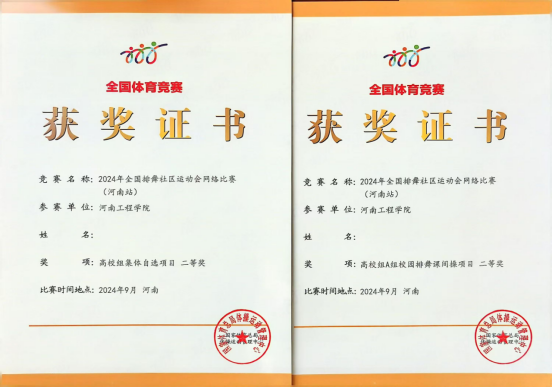 全国体育竞赛
获奖证书
竞赛名称：2024年全国排舞社区运动会网络比赛
（河南站）
参赛单位：河南工程学院
姓名：
奖项：高校组集体自选项目 二等奖
比赛时间地点：2024年9月 河南
全国体育竞赛
获奖证书
竞赛名称：2024年全国排舞社区运动会网络比赛
（河南站）
参赛单位：河南工程学院
姓名：
奖项：高校组A组校园排舞课间操项目 二等奖
比赛时间地点：2024年9月 河南